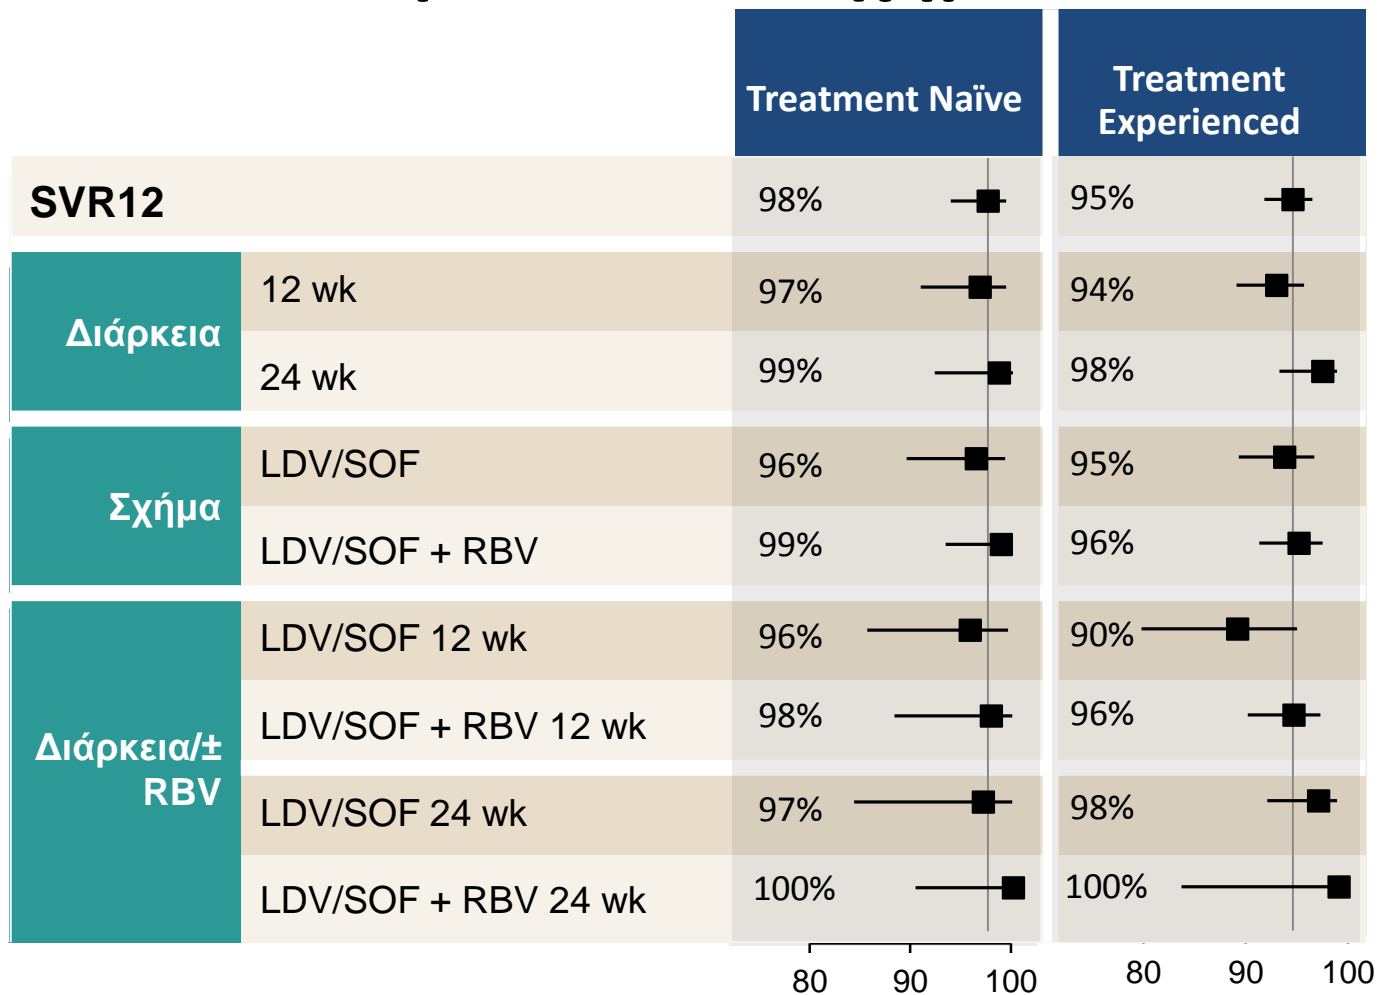 Treatment Naïve
Treatment
Experienced
SVR12 98% 95%
Διάρκεια
12 wk 97% 94%
24 wk 99% 98%
Σχήμα
LDV/SOF 96% 95%
LDV/SOF + RBV 99% 96%
Διάρκεια/±
RBV
LDV/SOF 12 wk 96% 90%
LDV/SOF + RBV 12 wk 98% 96%
LDV/SOF 24 wk 97% 98%
LDV/SOF + RBV 24 wk 100% 100%
80 90 100 80 90 100